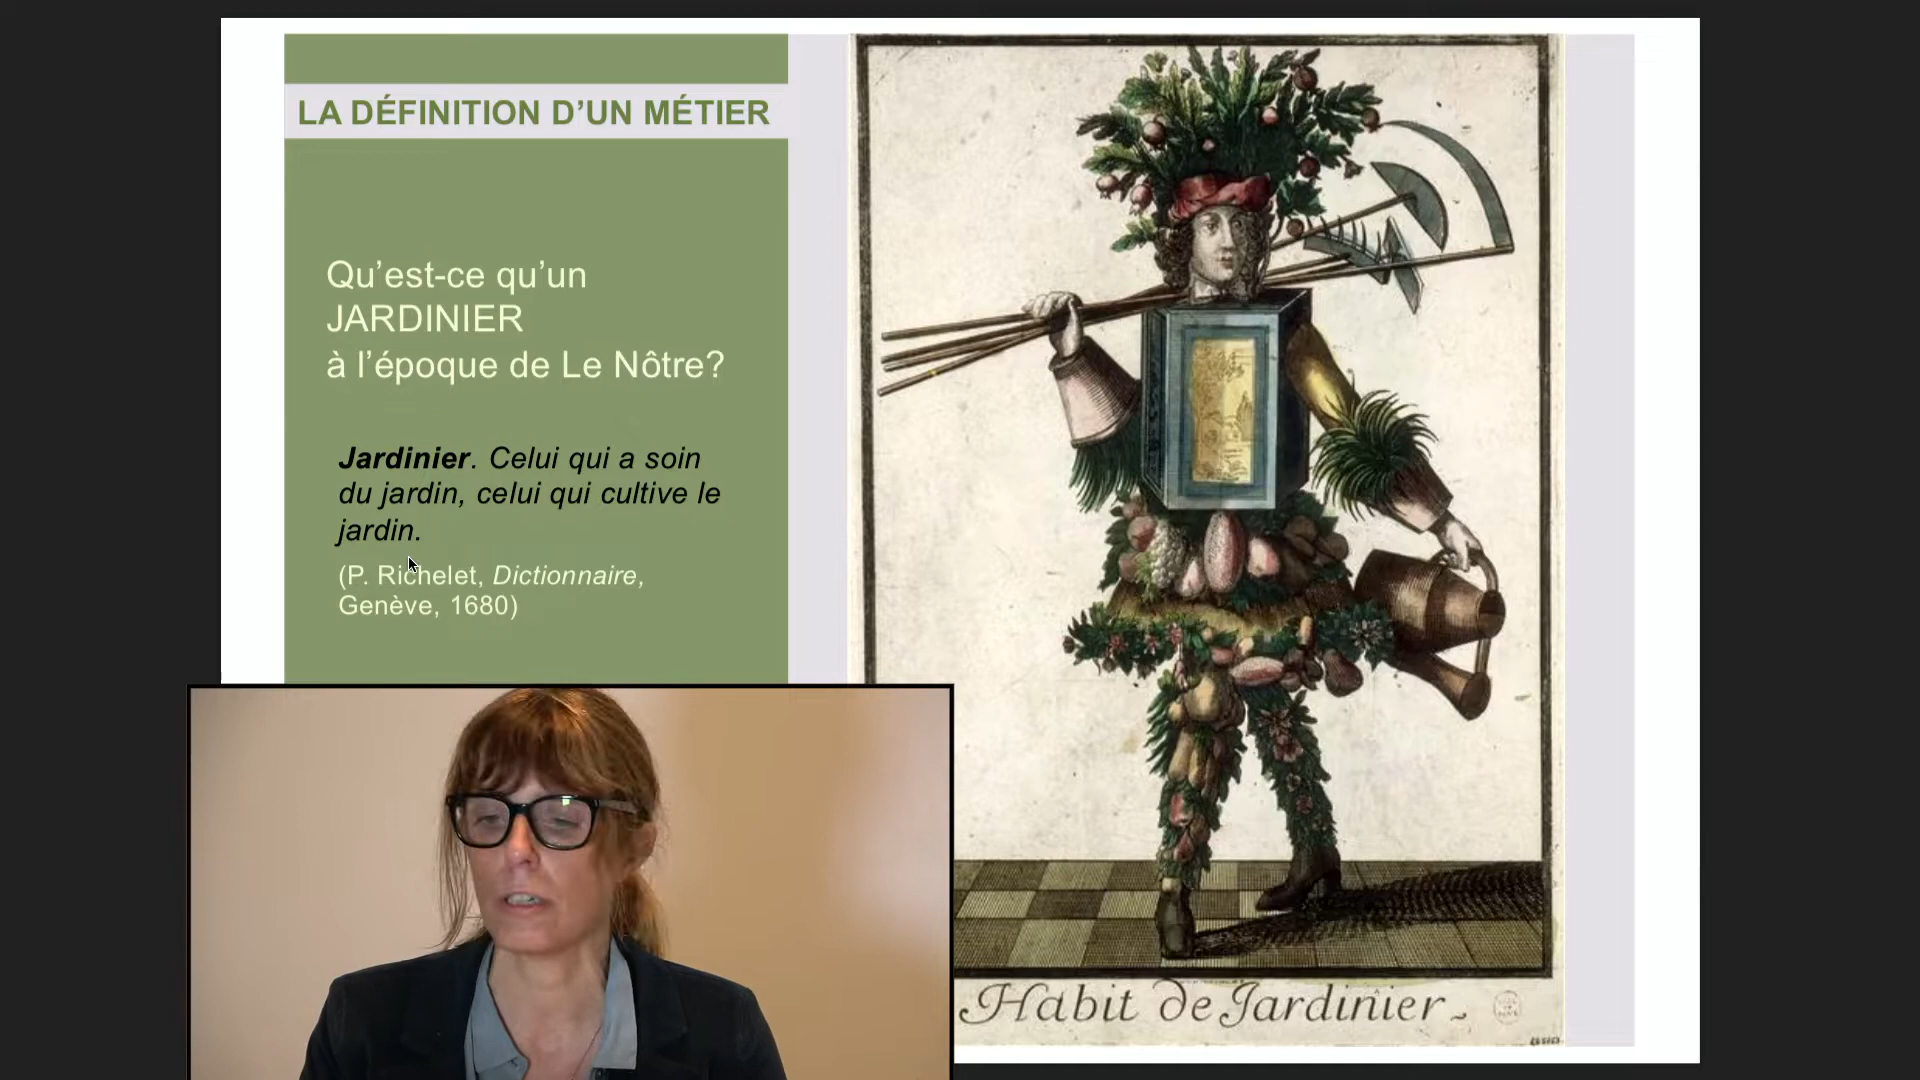 LA DÉFINITION D’UN MÉTIER
Qu’est-ce qu’un
JARDINIER
à l’époque de Le Nôtre?
Jardinier. Celui qui a soin
du jardin, celui qui cultive le
jardin.
(P. Richelet, Dictionnaire,
Genève, 1680)
Habit de Jardinier